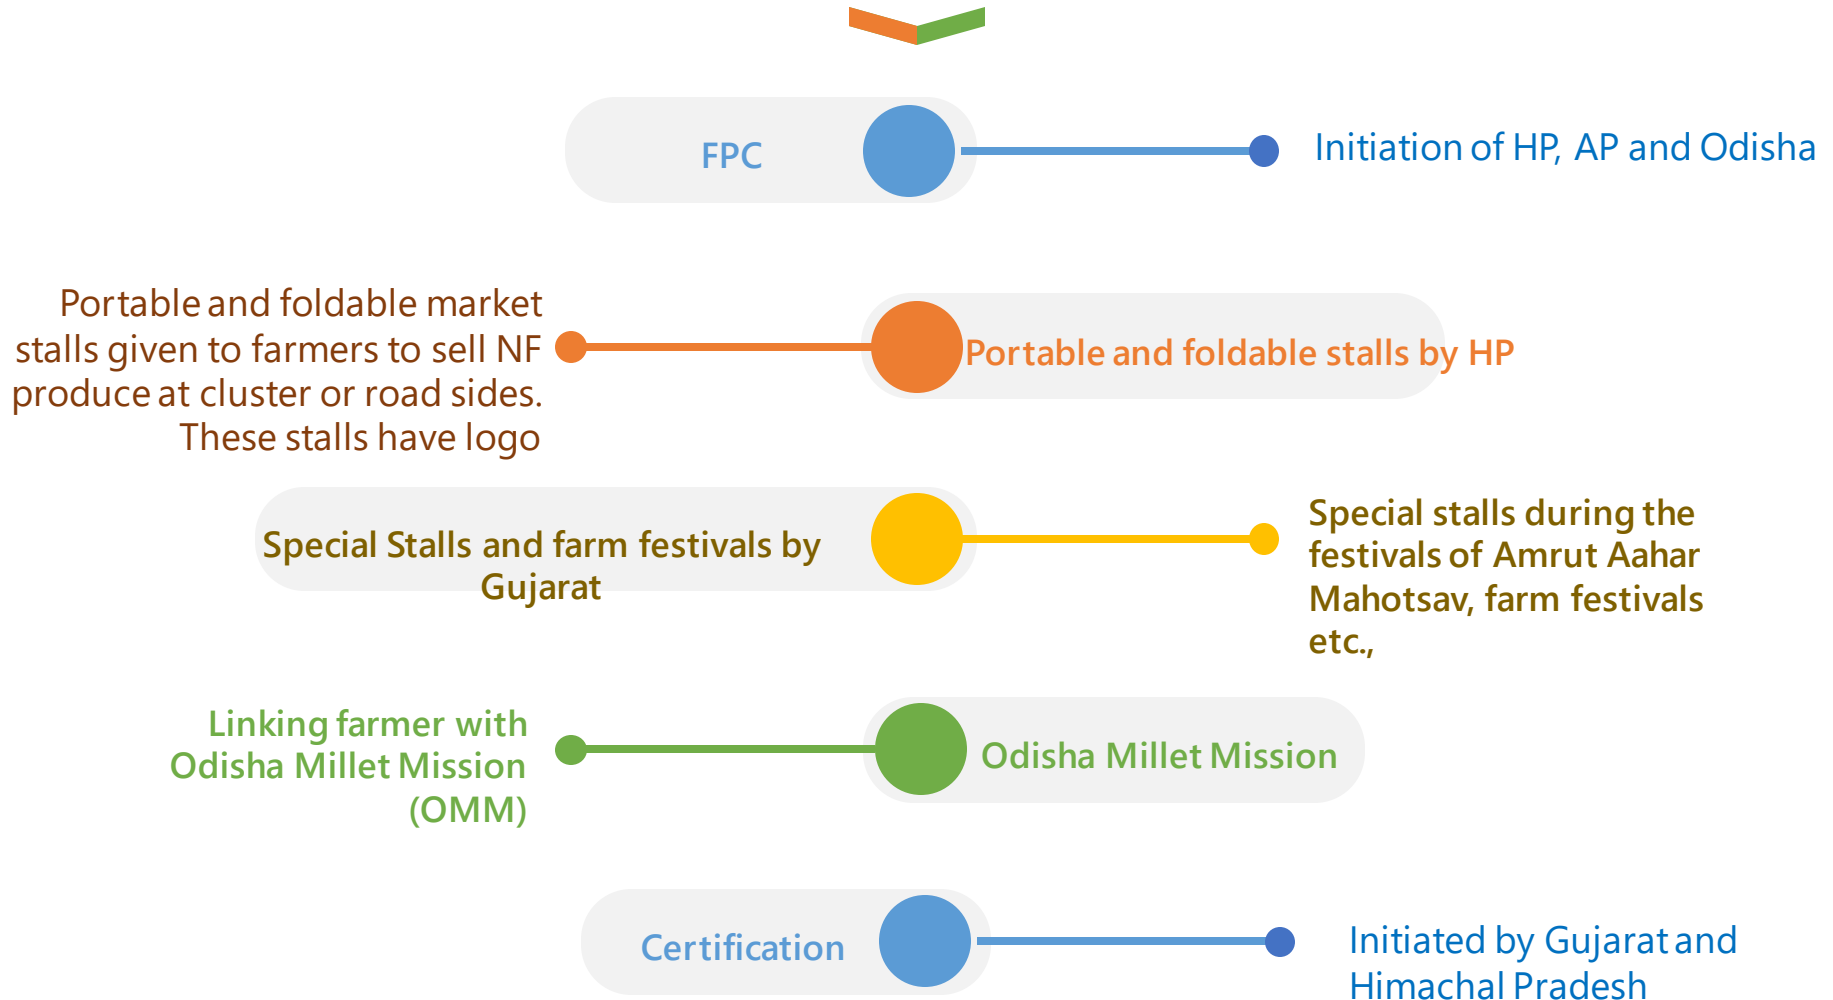 FPC
Initiation of HP, AP and Odisha
Portable and foldable market
stalls given to farmers to sell NF
produce at cluster or road sides.
These stalls have logo
Portable and foldable stalls by HP
Special Stalls and farm festivals by
Gujarat
Special stalls during the
festivals of Amrut Aahar
Mahotsav, farm festivals
etc.,
Linking farmer with
Odisha Millet Mission
(OMM)
Odisha Millet Mission
Certification
Initiated by Gujarat and
Himachal Pradesh